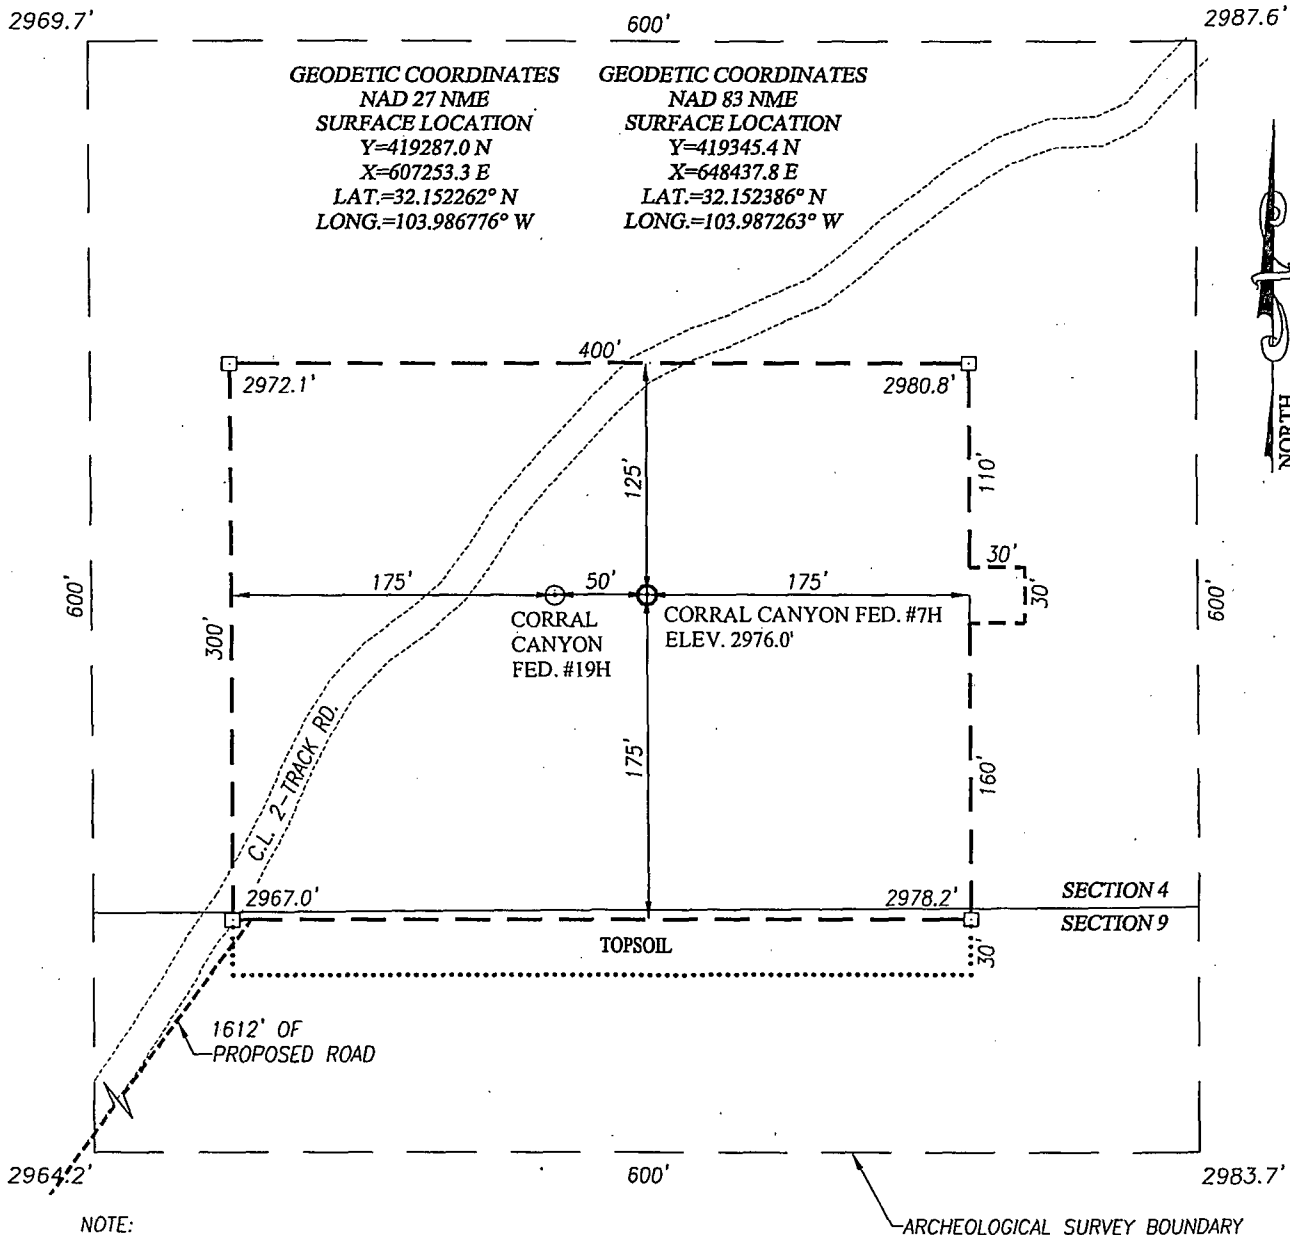 2969.7'
600'
2987.6'
GEODETIC COORDINATES
NAD 27 NME
SURFACE LOCATION
Y=419287.0 N
X=607253.3 E
LAT.=32.152262° N
LONG.=103.986776° W
GEODETIC COORDINATES
NAD 83 NME
SURFACE LOCATION
Y=419345.4 N
X=648437.8 E
LAT.=32.152386° N
LONG.=103.987263° W
NORTH
400'
2972.1'
2980.8'
125'
110'
600'
300'
175'
50'
175'
30'
30'
600'
CORRAL
CANYON
FED. #19H
CORRAL CANYON FED. #7H
ELEV. 2976.0'
C.L. 2-TRACK RD.
175'
160'
2967.0'
2978.2'
SECTION 4
SECTION 9
TOPSOIL
30'
1612' OF
PROPOSED ROAD
2964.2'
600'
2983.7'
NOTE:
ARCHEOLOGICAL SURVEY BOUNDARY